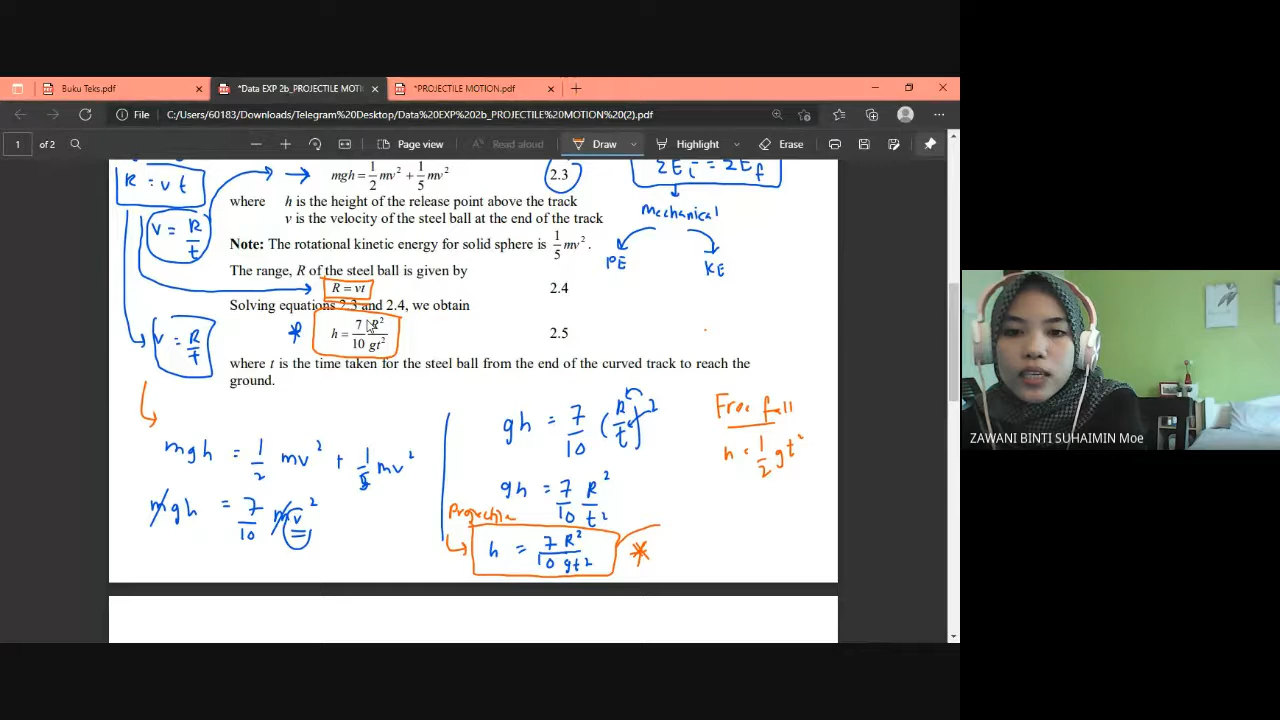 Buku Teks.pdf
*Data EXP 2b_PROJECTILE MOTI
*PROJECTILE MOTION.pdf
File
C:/Users/60183/Downloads/Telegram%20Desktop/Data%20EXP%202b_PROJECTILE%20MOTION%20(2).pdf
1 of 2
Page view
Read aloud
Draw
Highlight
Erase
R = vt
mgh = 1/2 mv² + 1/5 mv²
2.3
ΣEi = ΣEf
where h is the height of the release point above the track
v is the velocity of the steel ball at the end of the track
Mechanical
v = R/t
Note: The rotational kinetic energy for solid sphere is 1/5 mv².
PE
KE
The range, R of the steel ball is given by
R = vt
2.4
Solving equations 2.3 and 2.4, we obtain
* h = 7/10 R²/gt²
2.5
v = R/t
where t is the time taken for the steel ball from the end of the curved track to reach the
ground.
mgh = 1/2 mv² + 1/5 mv²
mgh = 7/10 mv²
gh = 7/10 (R/t)²
gh = 7/10 R²/t²
Projectile
h = 7R²/10gt² *
Free fall
h = 1/2 gt²
ZAWANI BINTI SUHAIMIN Moe